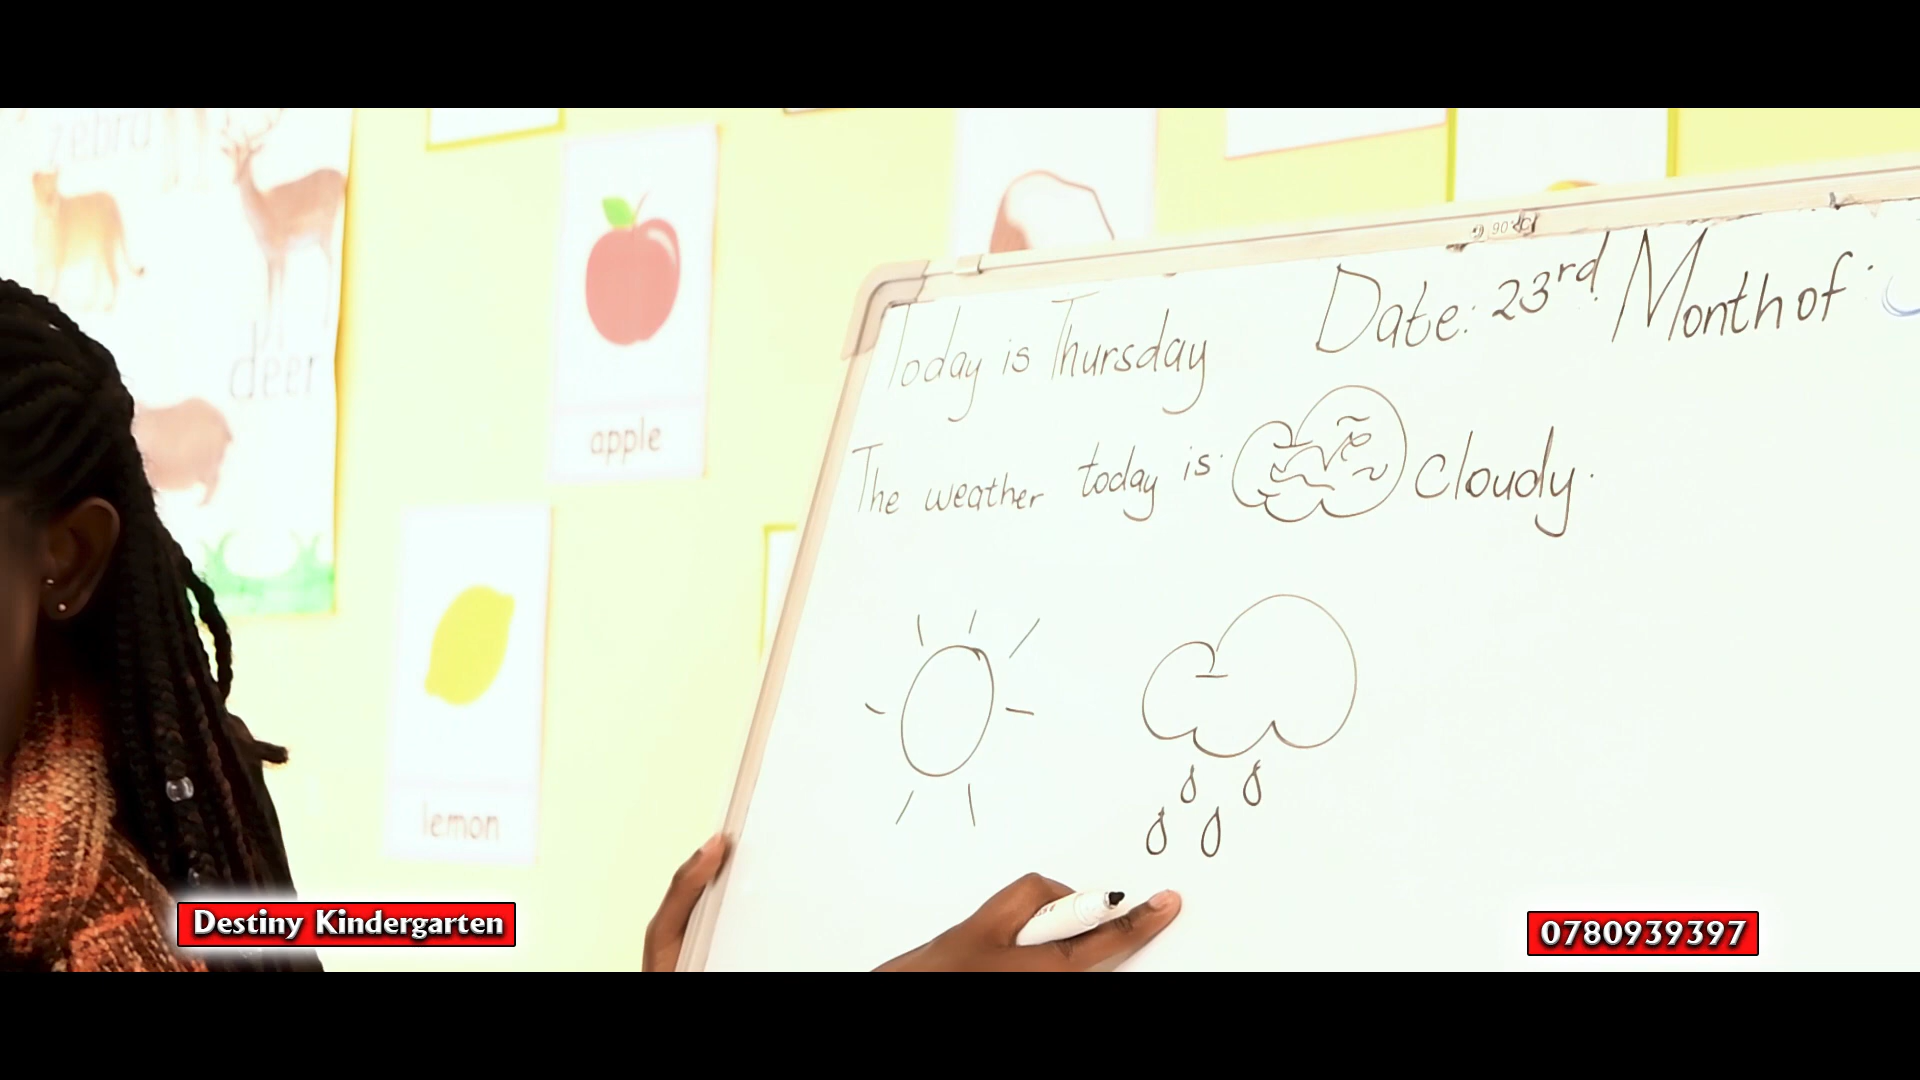 zebra
deer
apple
lemon
Today is Thursday
Date: 23rd Month of:
The weather today is: cloudy.
Destiny Kindergarten
0780939397